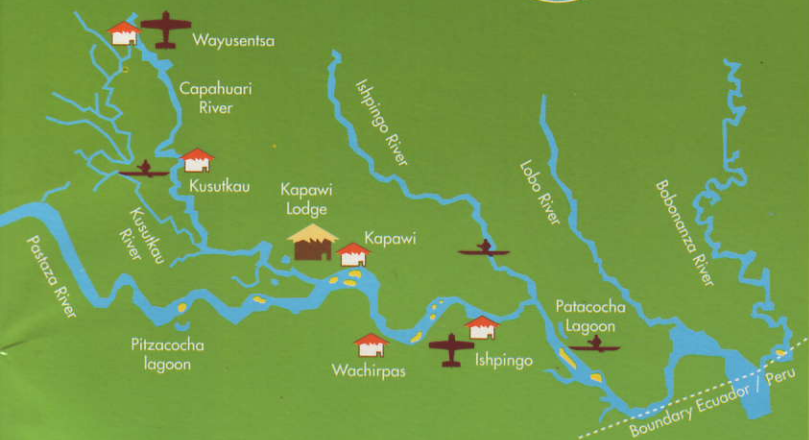 Wayusentsa
Capahuari
River
Ishpingo River
Kusutkau
Lobo River
Kapawi
Lodge
Bobonanza River
Kusutkau
River
Kapawi
Pastaza River
Patacocha
Lagoon
Pitzacocha
lagoon
Wachirpas
Ishpingo
Boundary Ecuador / Peru